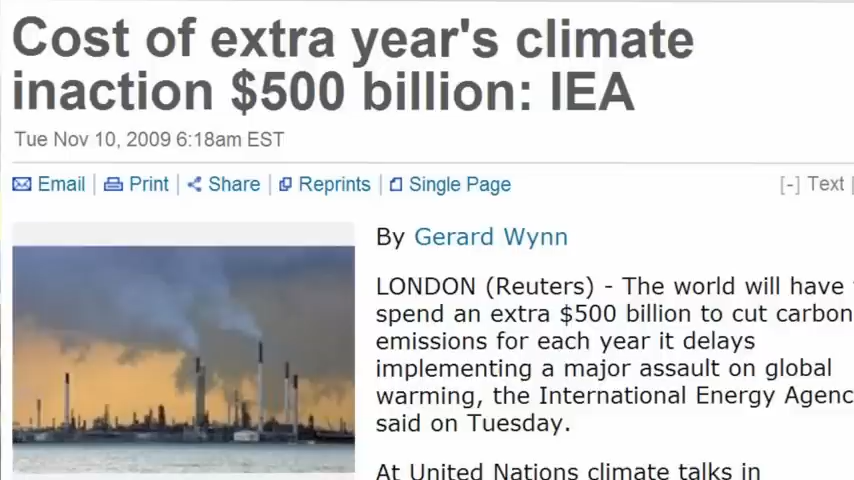 Cost of extra year's climate
inaction $500 billion: IEA
Tue Nov 10, 2009 6:18am EST
Email | Print | Share | Reprints | Single Page [-] Text |
By Gerard Wynn
LONDON (Reuters) - The world will have
spend an extra $500 billion to cut carbon
emissions for each year it delays
implementing a major assault on global
warming, the International Energy Agenc
said on Tuesday.
At United Nations climate talks in